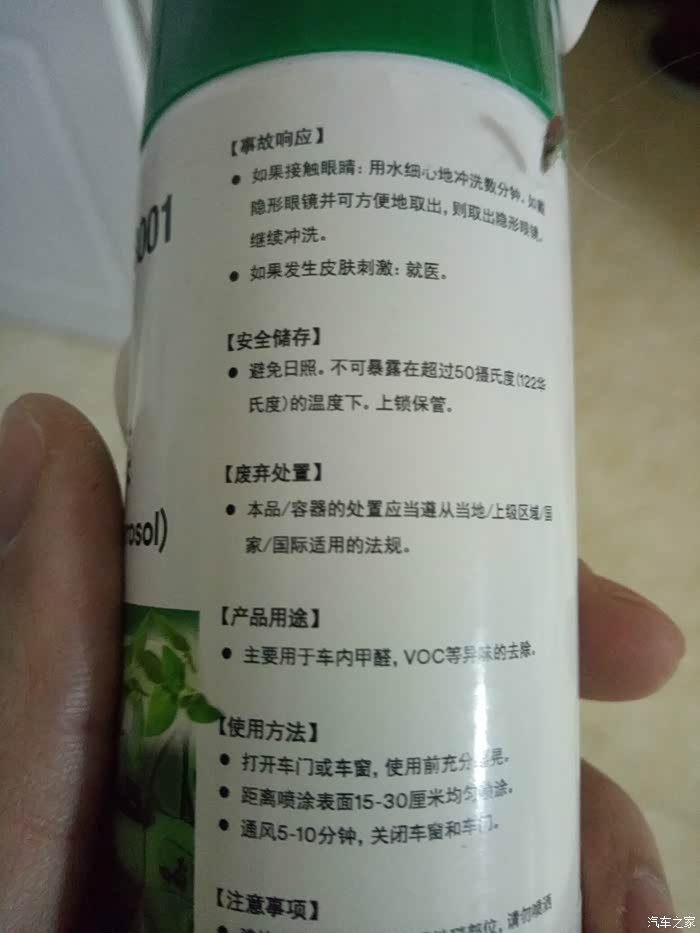 【事故响应】
● 如果接触眼睛：用水细心地冲洗数分钟。如戴
隐形眼镜并可方便地取出，则取出隐形眼镜。
继续冲洗。
● 如果发生皮肤刺激：就医。
【安全储存】
● 避免日照。不可暴露在超过50摄氏度(122华
氏度)的温度下。上锁保管。
【废弃处置】
● 本品/容器的处置应当遵从当地/上级区域/国
家/国际适用的法规。
【产品用途】
● 主要用于车内甲醛，VOC等异味的去除。
【使用方法】
● 打开车门或车窗，使用前充分摇晃。
● 距离喷涂表面15-30厘米均匀喷涂。
● 通风5-10分钟，关闭车窗和车门。
【注意事项】
部位，请勿喷洒
001
rosol)
汽车之家